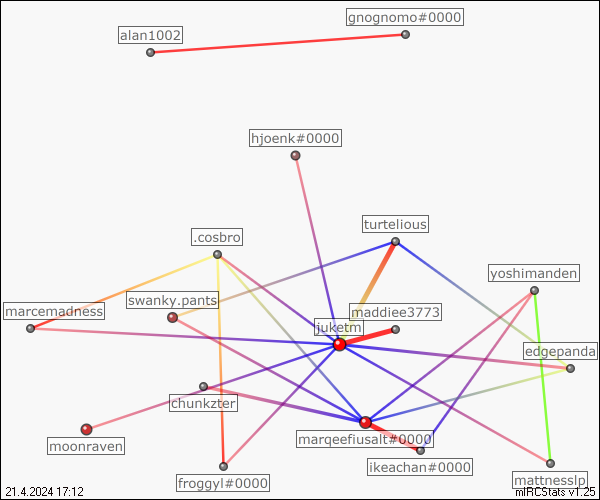 gnognomo#0000
alan1002
hjoenk#0000
turtelious
.cosbro
yoshimanden
swanky.pants
marcemadness
maddiee3773
juketm
edgepanda
chunkzter
marqeefiusalt#0000
moonraven
ikeachan#0000
froggyl#0000
mattnesslp
21.4.2024 17:12
mIRCStats v1.25